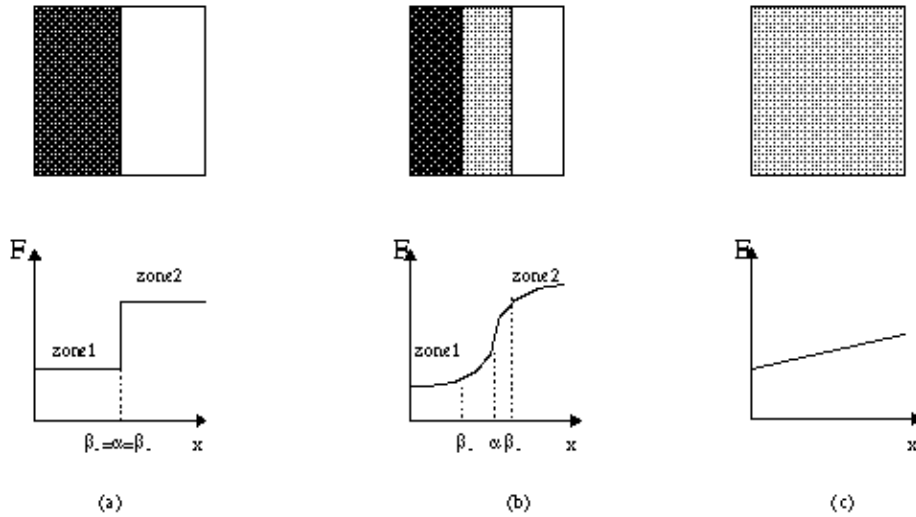 F
zone2
zone1
β₋=α=β₋
x
(a)
E
zone2
zone1
β₋
α
β₋
x
(b)
E
x
(c)